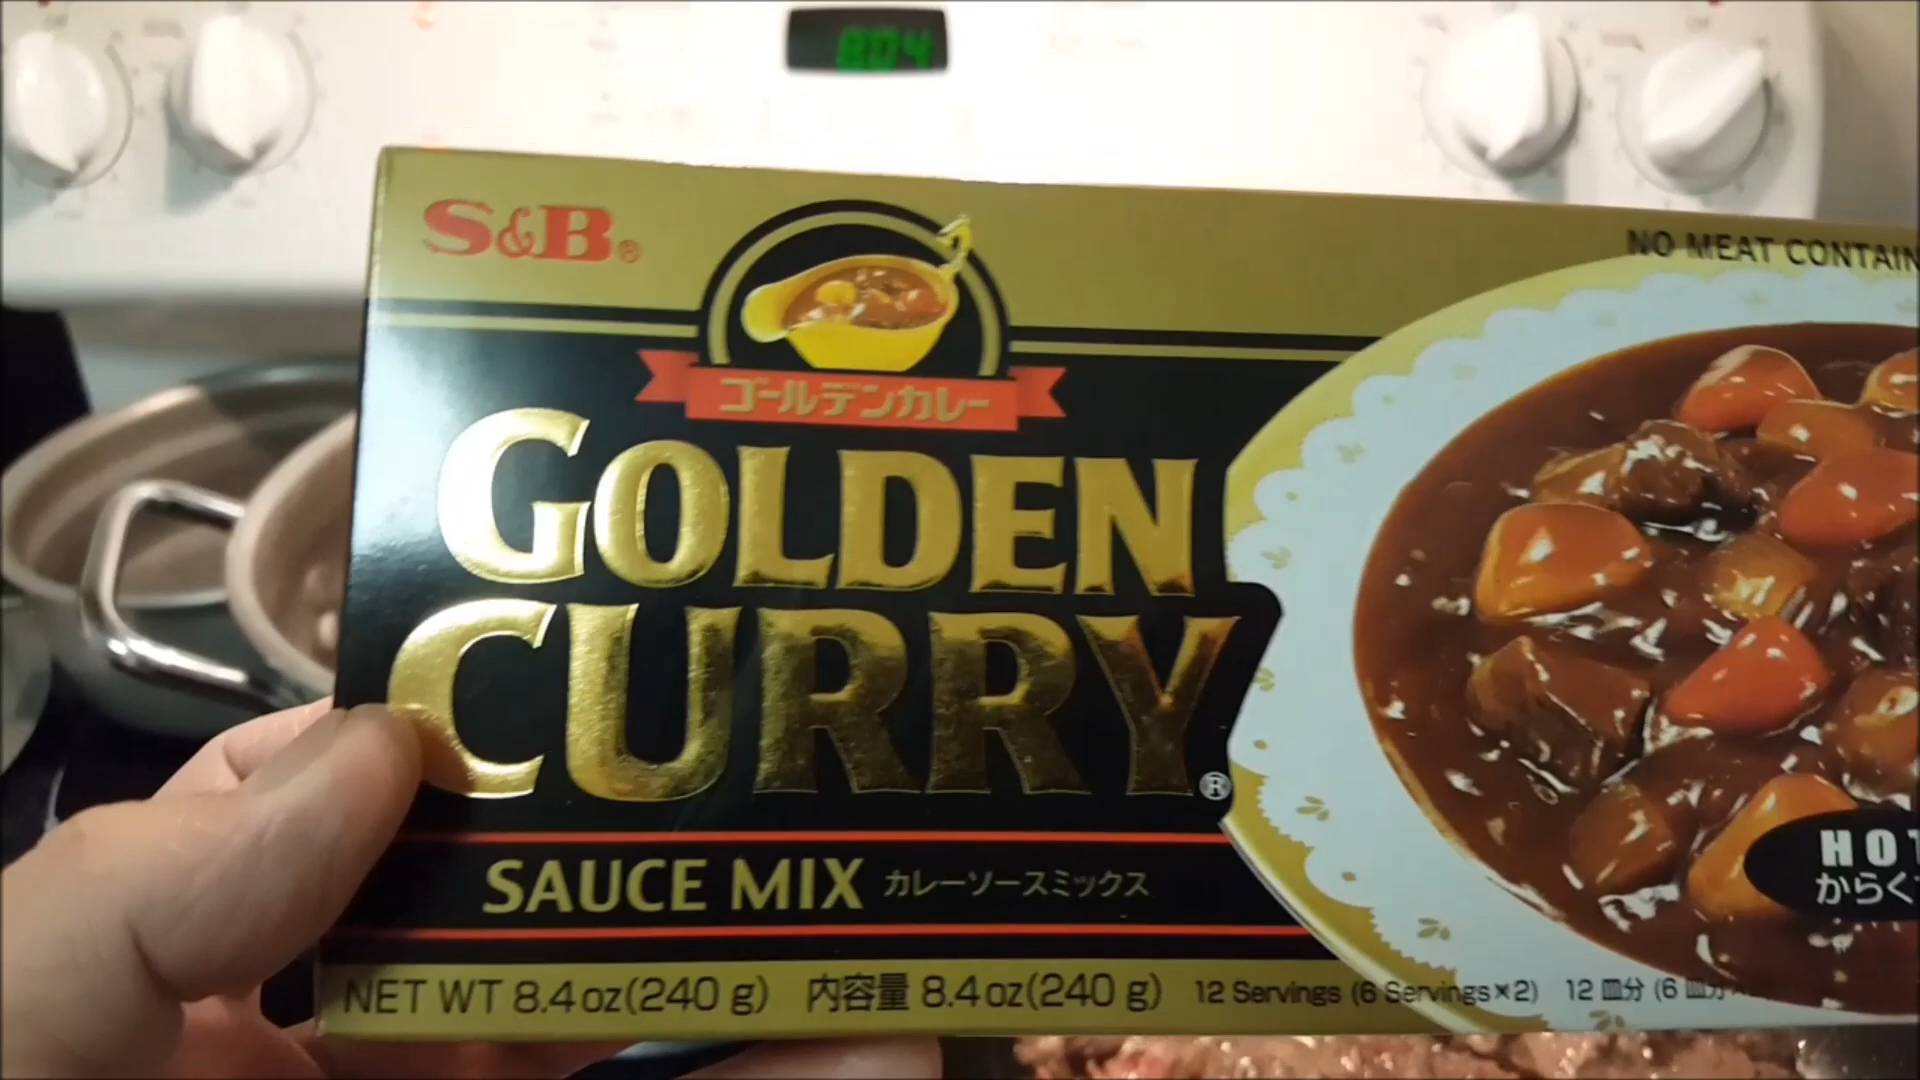 804
S&B®
NO MEAT CONTAIN
ゴールデンカレー
GOLDEN
CURRY®
SAUCE MIX カレーソースミックス
HOT
からく
NET WT 8.4 oz (240 g) 内容量 8.4 oz (240 g) 12 Servings (6 Servings×2) 12 皿分 (6 皿分